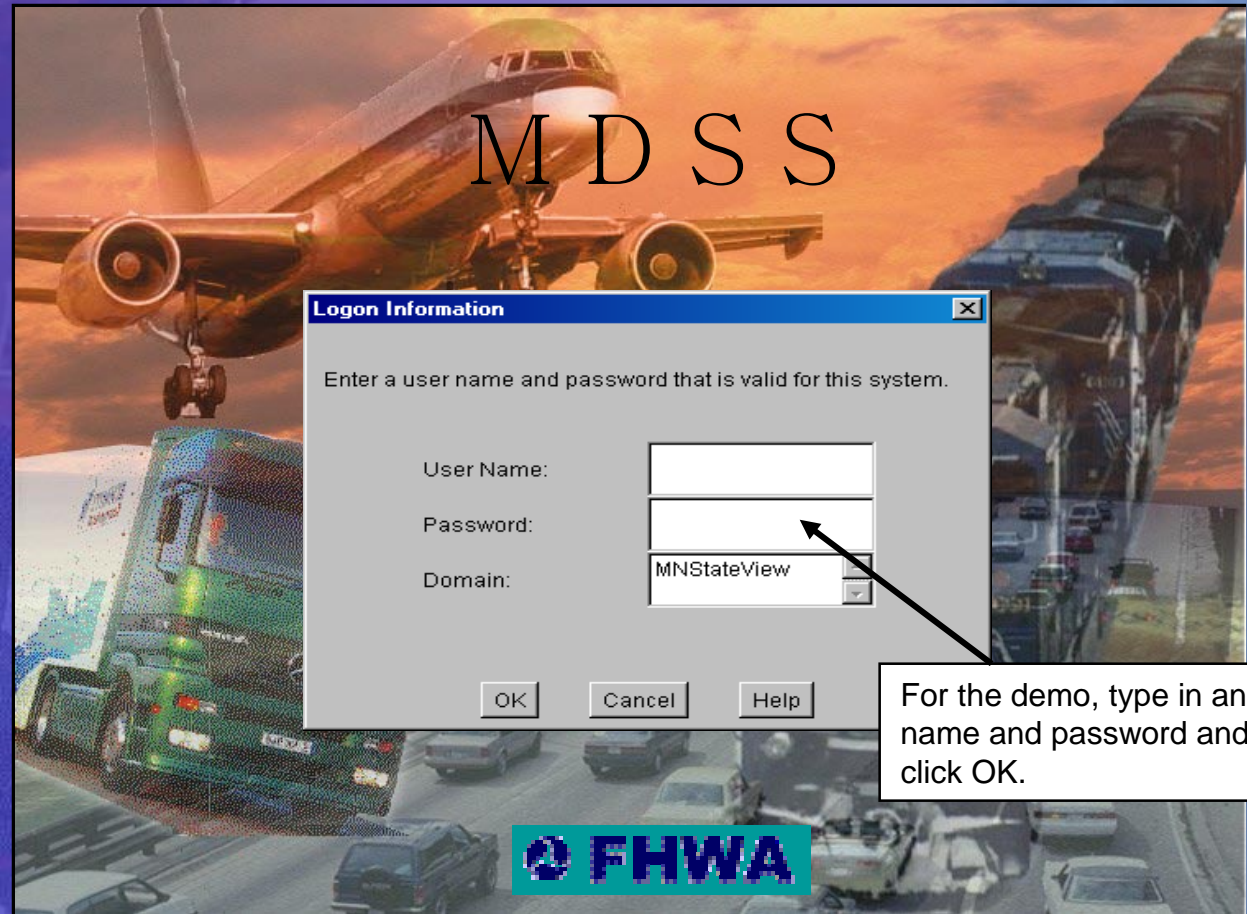 M D S S
Logon Information
Enter a user name and password that is valid for this system.
User Name:
Password:
Domain:
MNStateView
OK
Cancel
Help
For the demo, type in an
name and password and
click OK.
FHWA